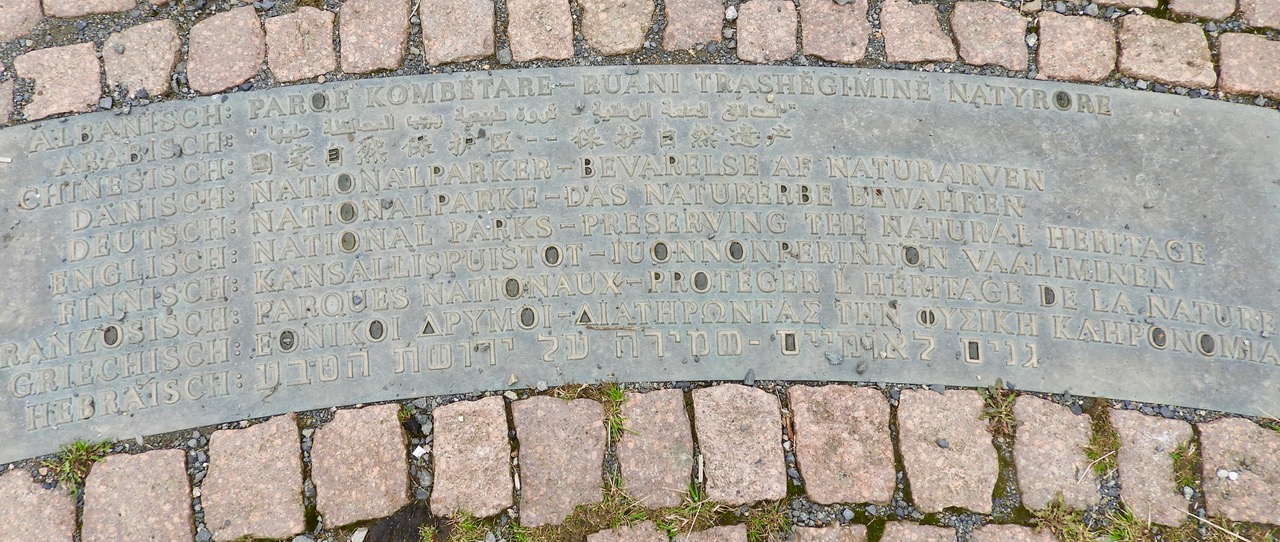 ALBANISCH: PARQE KOMBËTARE – RUANI TRASHËGIMINË NATYRORE
ARABISCH:
CHINESISCH: 国家自然保护区 -- 保护自然遗产
DÄNISCH: NATIONALPARKER – BEVARELSE AF NATURARVEN
DEUTSCH: NATIONALPARKE – DAS NATURERBE BEWAHREN
ENGLISCH: NATIONAL PARKS – PRESERVING THE NATURAL HERITAGE
FINNISCH: KANSALLISPUISTOT – LUONNONPERINNÖN VAALIMINEN
RANZÖSISCH: PARQUES NATIONAUX – PROTÉGER L HÉRITAGE DE LA NATURE
GRIECHISCH: ΕΘΝΙΚΟΙ ΔΡΥΜΟΙ – ΔΙΑΤΗΡΩΝΤΑΣ ΤΗΝ ΦΥΣΙΚΗ ΚΛΗΡΟΝΟΜΙΑ
HEBRÄISCH: גנים לאומיים - שמירה על ירושת הטבע